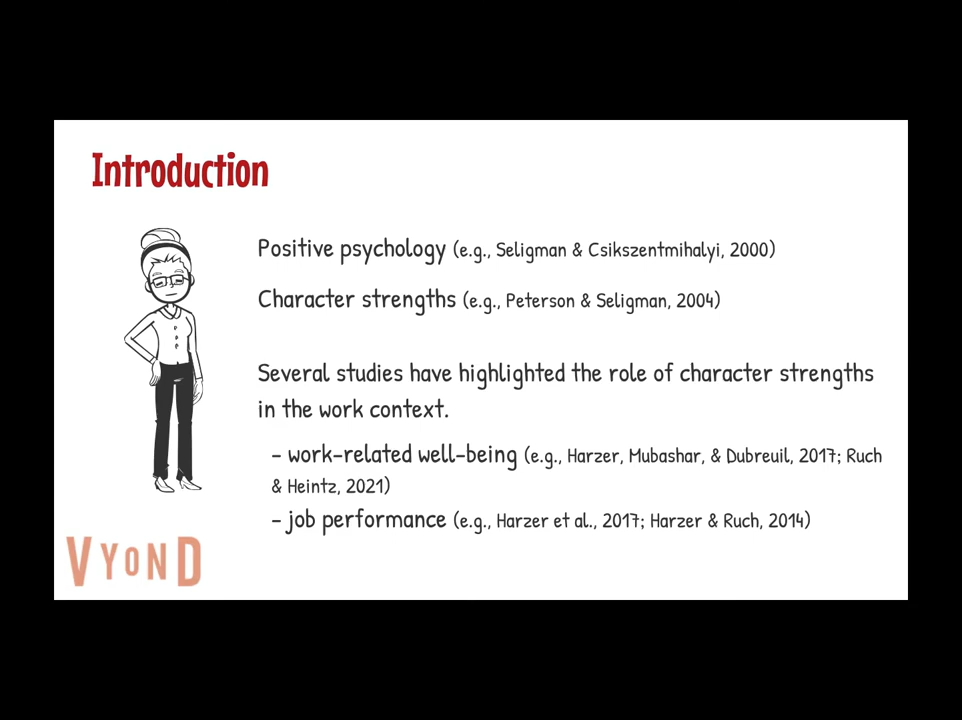 Introduction
Positive psychology (e.g., Seligman & Csikszentmihalyi, 2000)
Character strengths (e.g., Peterson & Seligman, 2004)
Several studies have highlighted the role of character strengths
in the work context.
- work-related well-being (e.g., Harzer, Mubashar, & Dubreuil, 2017; Ruch
& Heintz, 2021)
- job performance (e.g., Harzer et al., 2017; Harzer & Ruch, 2014)
VYOND